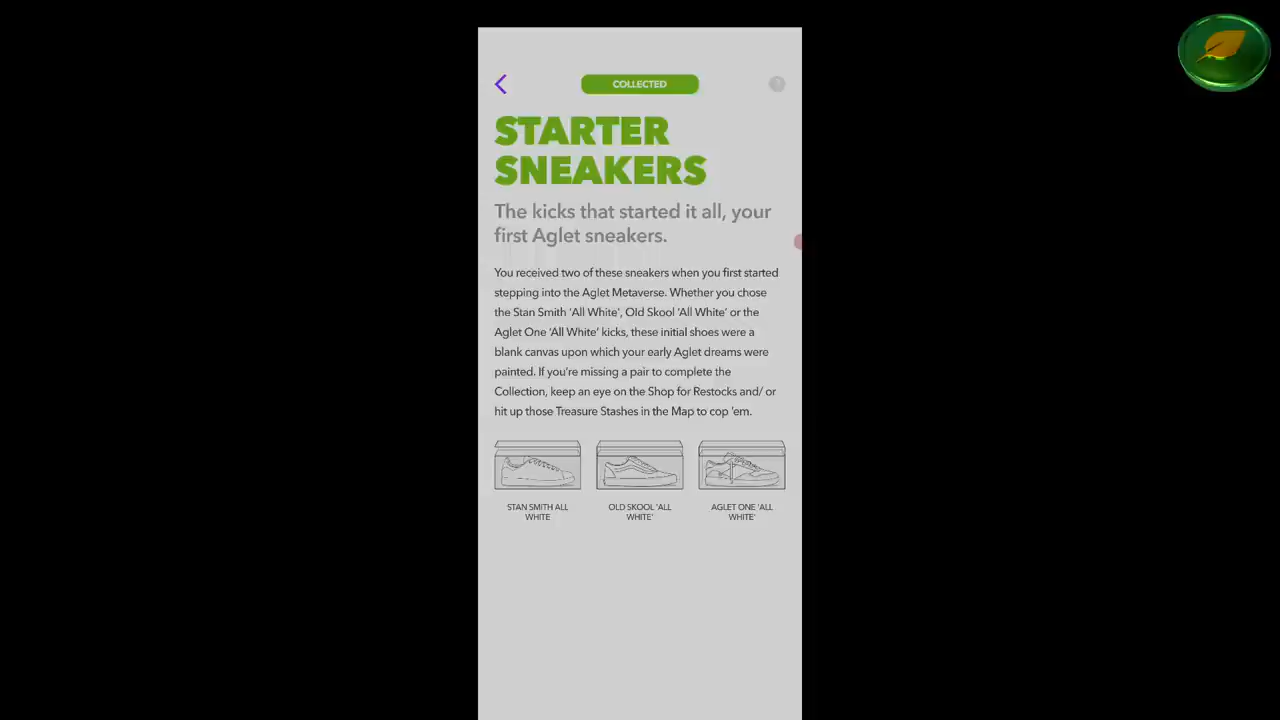 COLLECTED
?
STARTER
SNEAKERS
The kicks that started it all, your
first Aglet sneakers.
You received two of these sneakers when you first started
stepping into the Aglet Metaverse. Whether you chose
the Stan Smith ‘All White’, Old Skool ‘All White’ or the
Aglet One ‘All White’ kicks, these initial shoes were a
blank canvas upon which your early Aglet dreams were
painted. If you’re missing a pair to complete the
Collection, keep an eye on the Shop for Restocks and/ or
hit up those Treasure Stashes in the Map to cop ’em.
STAN SMITH ALL
WHITE
OLD SKOOL ‘ALL
WHITE’
AGLET ONE ‘ALL
WHITE’